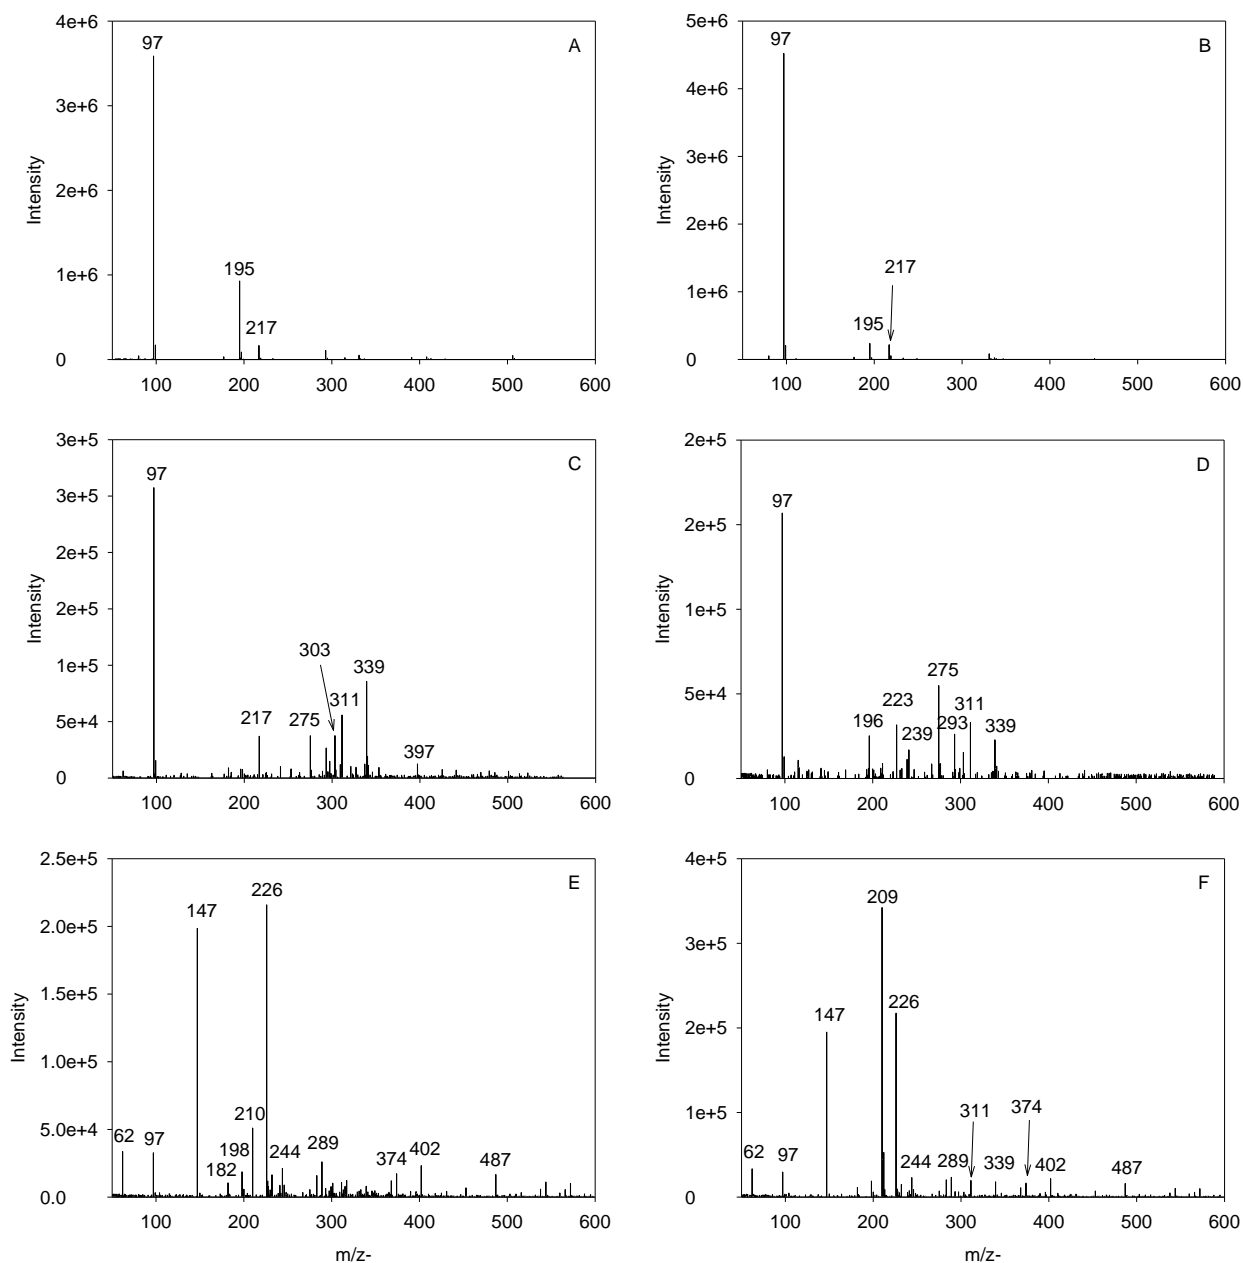 4e+6
3e+6
2e+6
1e+6
0
Intensity
A
97
195
217
100 200 300 400 500 600
5e+6
4e+6
3e+6
2e+6
1e+6
0
Intensity
B
97
195
217
100 200 300 400 500 600
3e+5
3e+5
2e+5
2e+5
1e+5
5e+4
0
Intensity
C
97
217
275
303
311
339
397
100 200 300 400 500 600
2e+5
2e+5
1e+5
5e+4
0
Intensity
D
97
196
223
239
275
293
311
339
100 200 300 400 500 600
2.5e+5
2.0e+5
1.5e+5
1.0e+5
5.0e+4
0.0
Intensity
E
62
97
147
182
198
210
226
244
289
374
402
487
100 200 300 400 500 600
m/z-
4e+5
3e+5
2e+5
1e+5
0
Intensity
F
62
97
147
209
226
244
289
311
339
374
402
487
100 200 300 400 500 600
m/z-